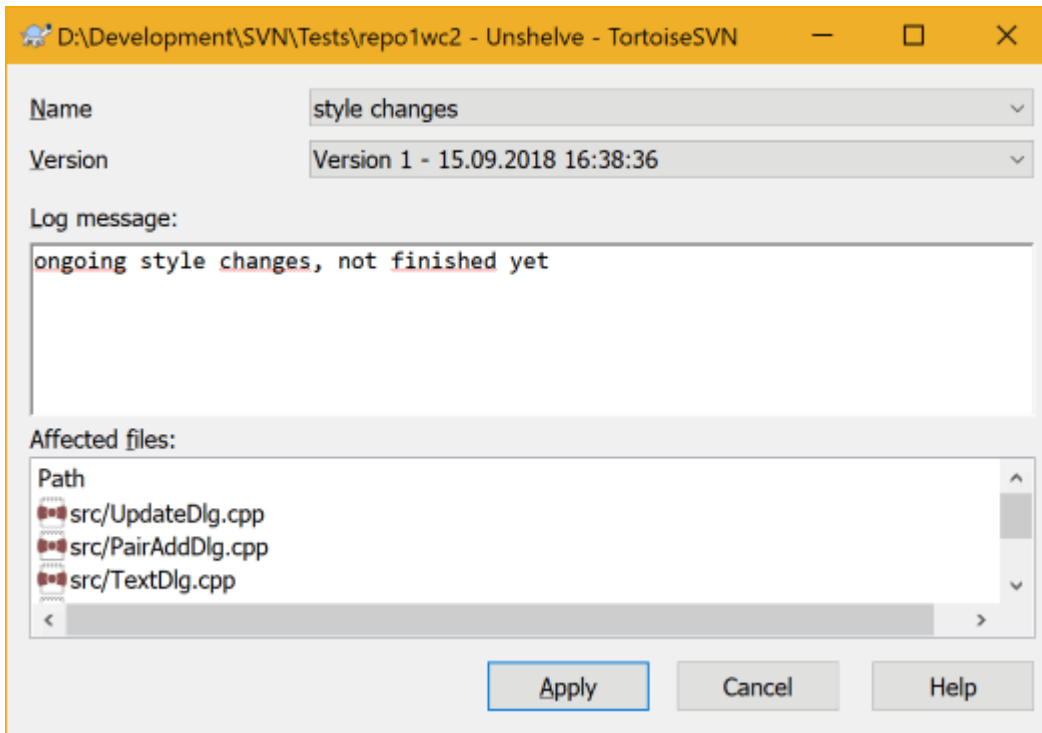 D:\Development\SVN\Tests\repo1wc2 - Unshelve - TortoiseSVN
Name
style changes
Version
Version 1 - 15.09.2018 16:38:36
Log message:
ongoing style changes, not finished yet
Affected files:
Path
src/UpdateDlg.cpp
src/PairAddDlg.cpp
src/TextDlg.cpp
Apply Cancel Help